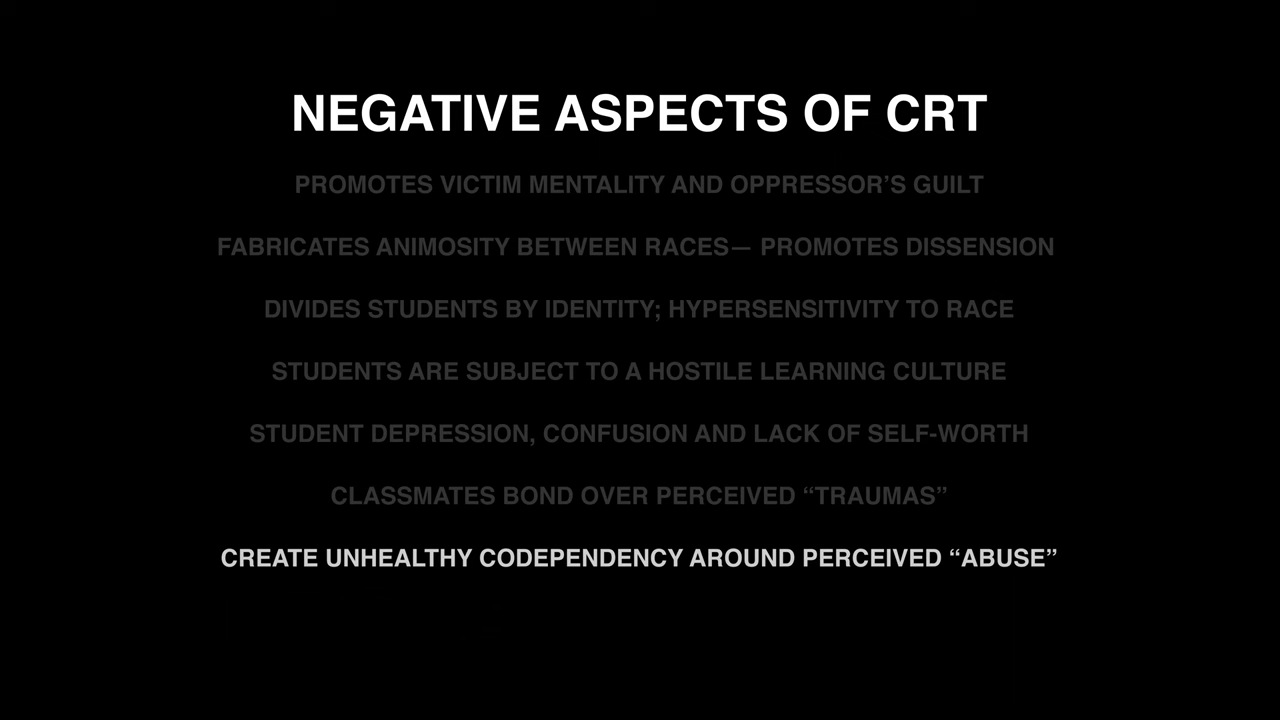 NEGATIVE ASPECTS OF CRT
PROMOTES VICTIM MENTALITY AND OPPRESSOR’S GUILT
FABRICATES ANIMOSITY BETWEEN RACES— PROMOTES DISSENSION
DIVIDES STUDENTS BY IDENTITY; HYPERSENSITIVITY TO RACE
STUDENTS ARE SUBJECT TO A HOSTILE LEARNING CULTURE
STUDENT DEPRESSION, CONFUSION AND LACK OF SELF-WORTH
CLASSMATES BOND OVER PERCEIVED “TRAUMAS”
CREATE UNHEALTHY CODEPENDENCY AROUND PERCEIVED “ABUSE”